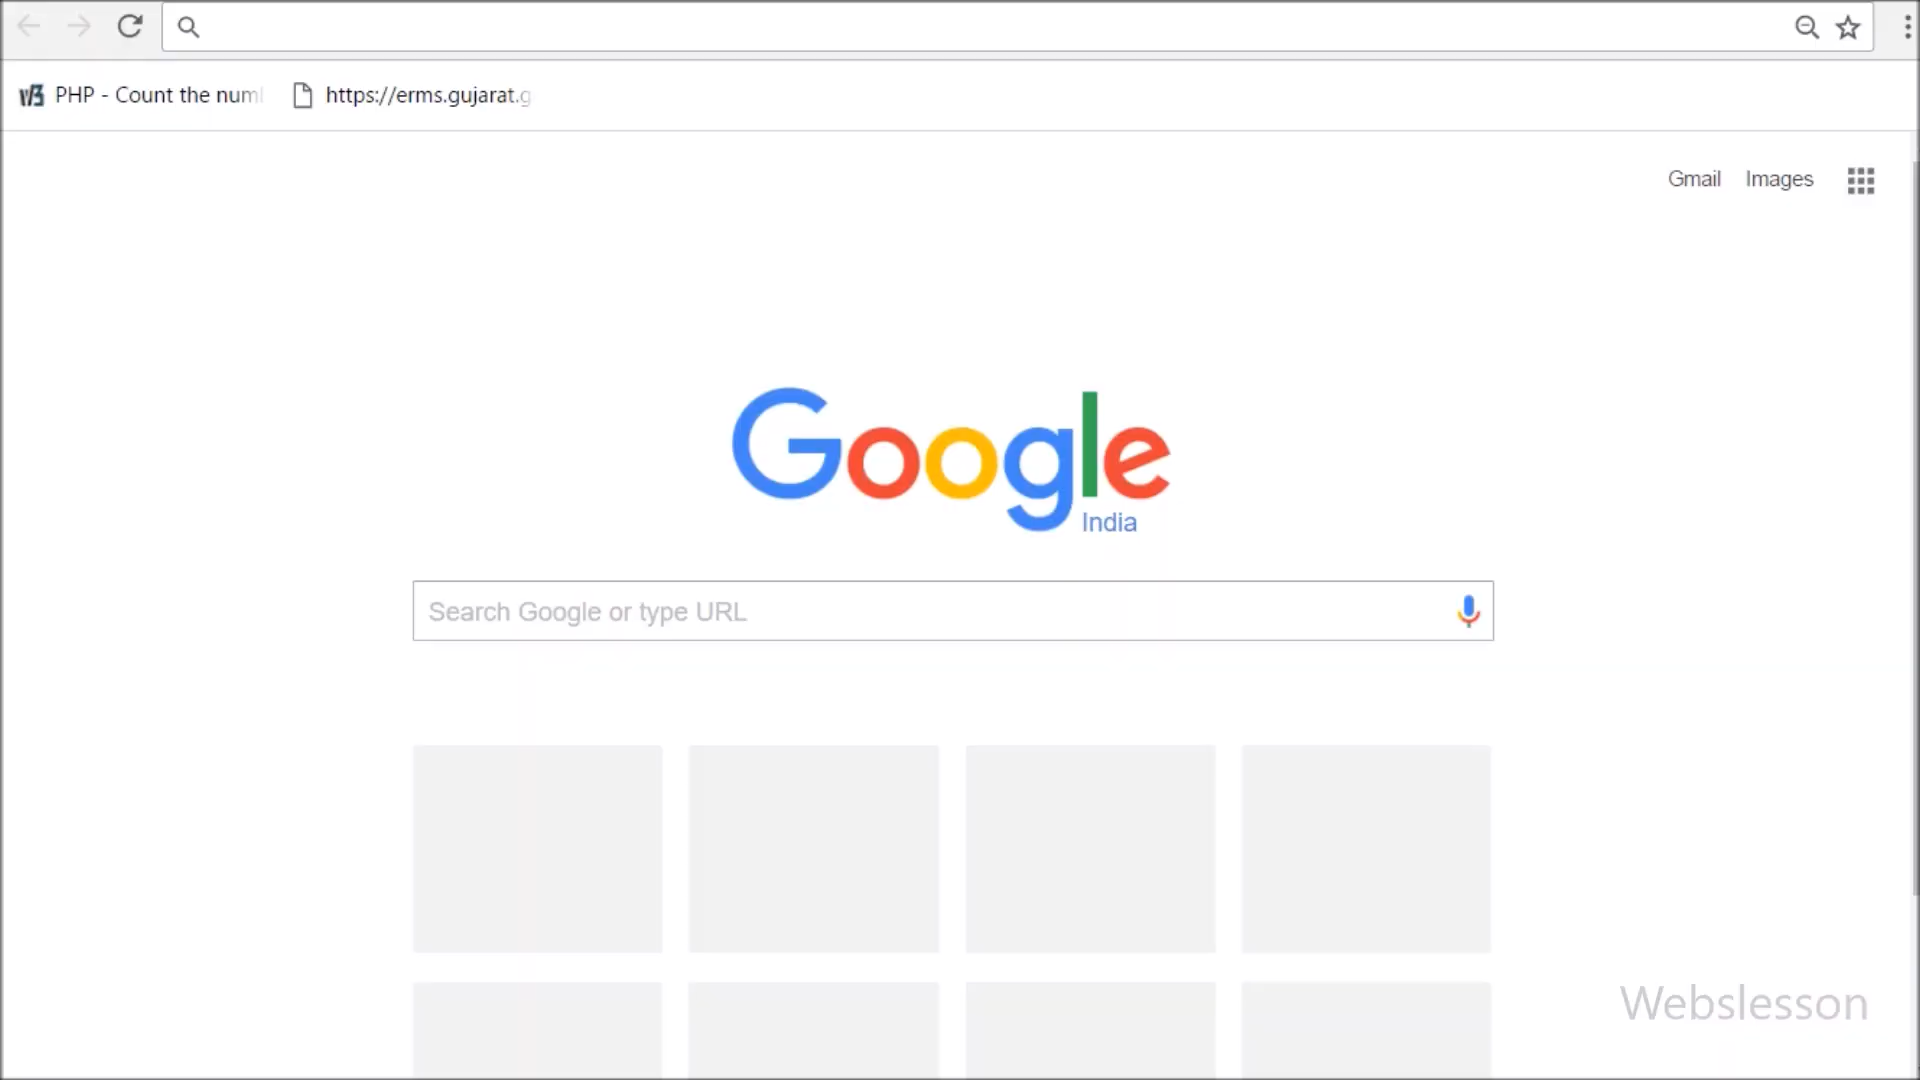 PHP - Count the num
https://erms.gujarat.g
Gmail Images
Google
India
Search Google or type URL
Webslesson